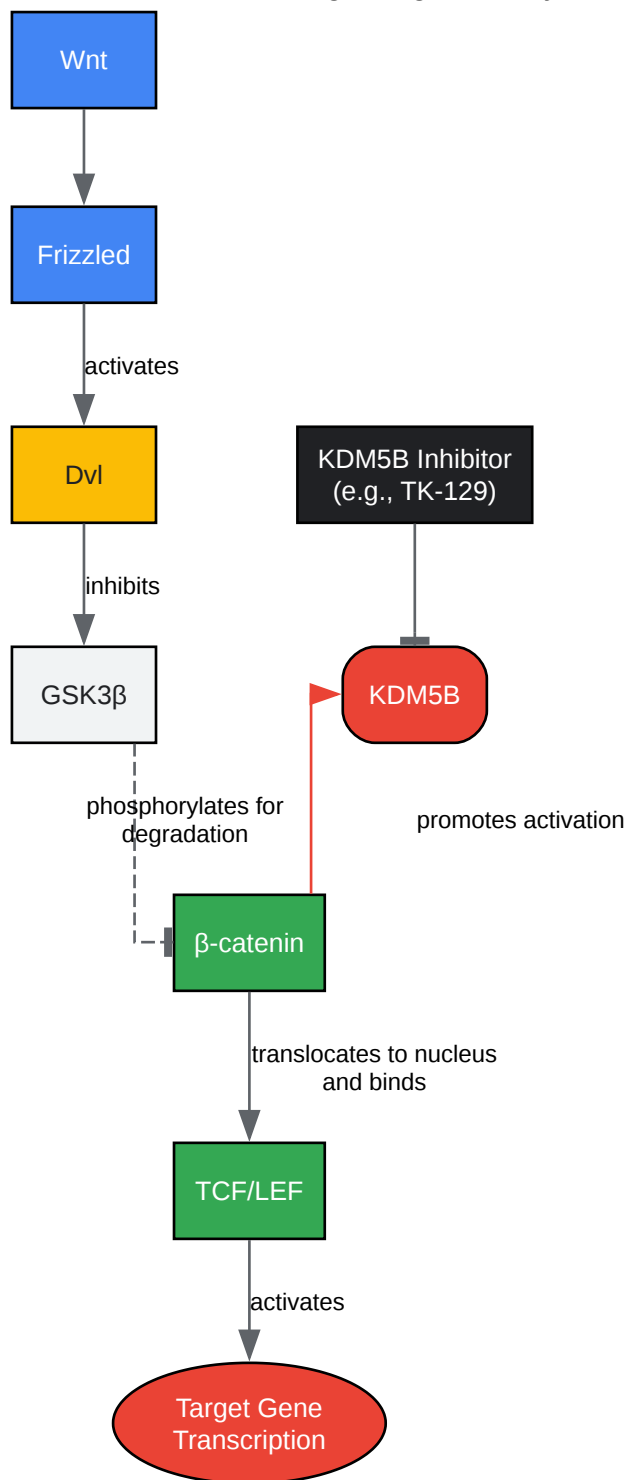 Wnt
Frizzled
activates
Dvl
KDM5B Inhibitor
(e.g., TK-129)
inhibits
GSK3β
KDM5B
phosphorylates for
degradation
promotes activation
β-catenin
translocates to nucleus
and binds
TCF/LEF
activates
Target Gene
Transcription